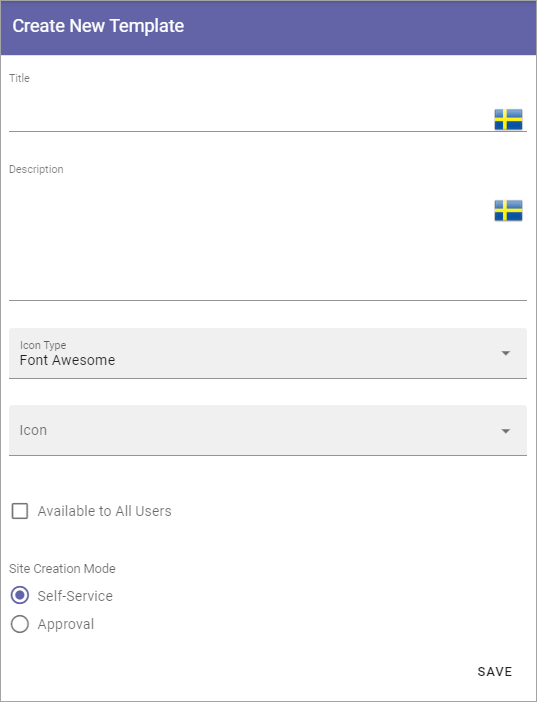 Create New Template
Title
Description
Icon Type
Font Awesome
Icon
Available to All Users
Site Creation Mode
Self-Service
Approval
SAVE